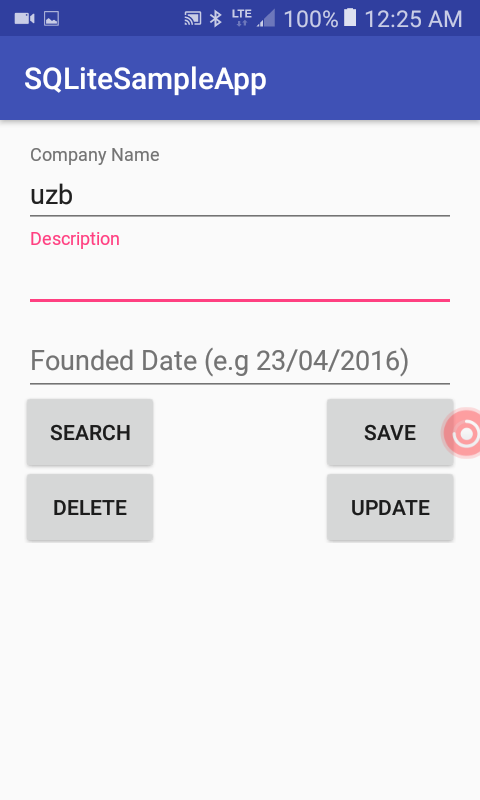 LTE 100% 12:25 AM
SQLiteSampleApp
Company Name
uzb
Description
Founded Date (e.g 23/04/2016)
SEARCH SAVE
DELETE UPDATE